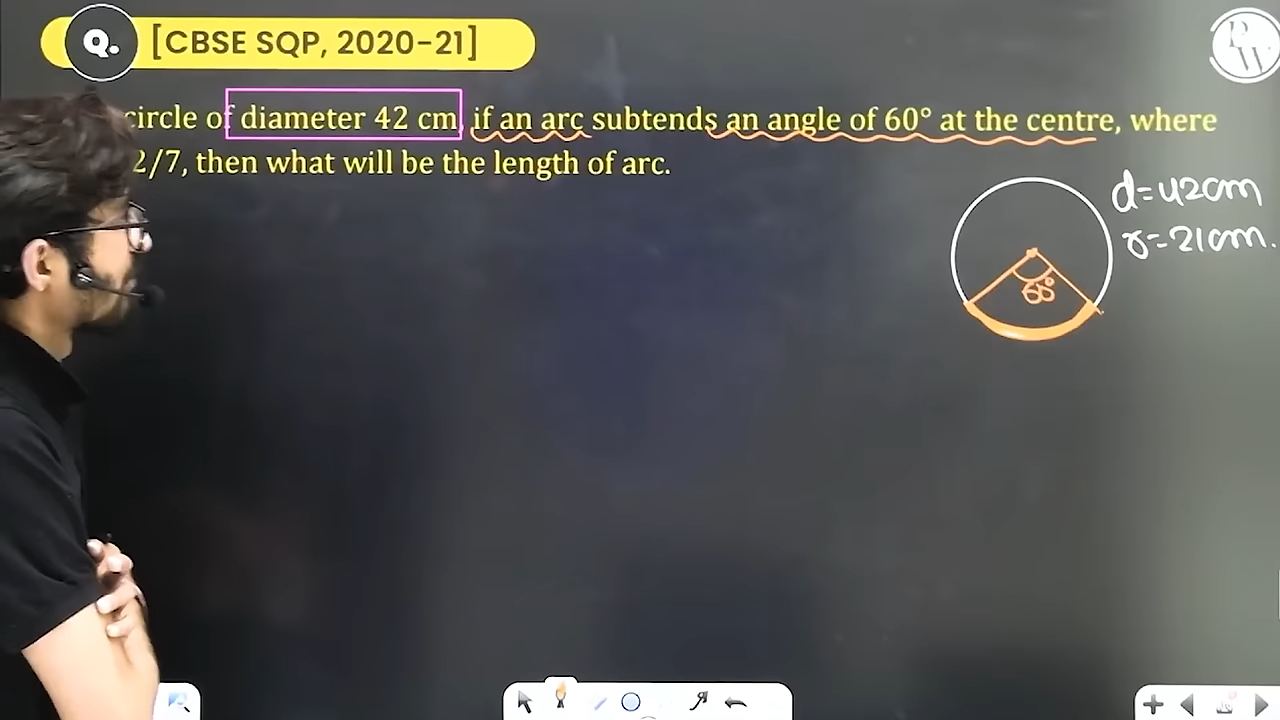 Q. [CBSE SQP, 2020-21]
circle of diameter 42 cm, if an arc subtends an angle of 60° at the centre, where
2/7, then what will be the length of arc.
d=42cm
r=21cm.
60°
PW